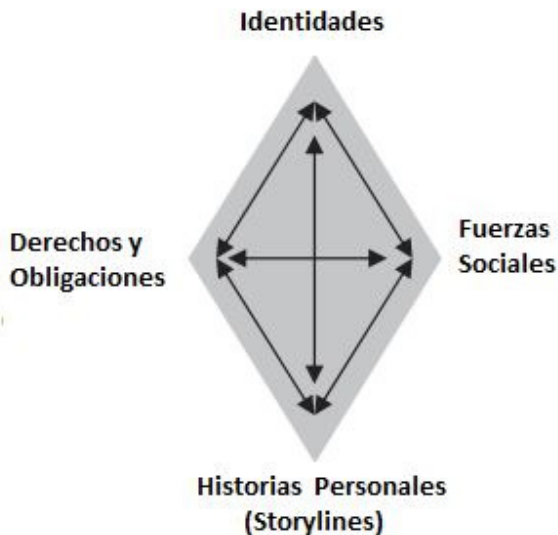 Identidades
Derechos y
Obligaciones
Fuerzas
Sociales
Historias Personales
(Storylines)